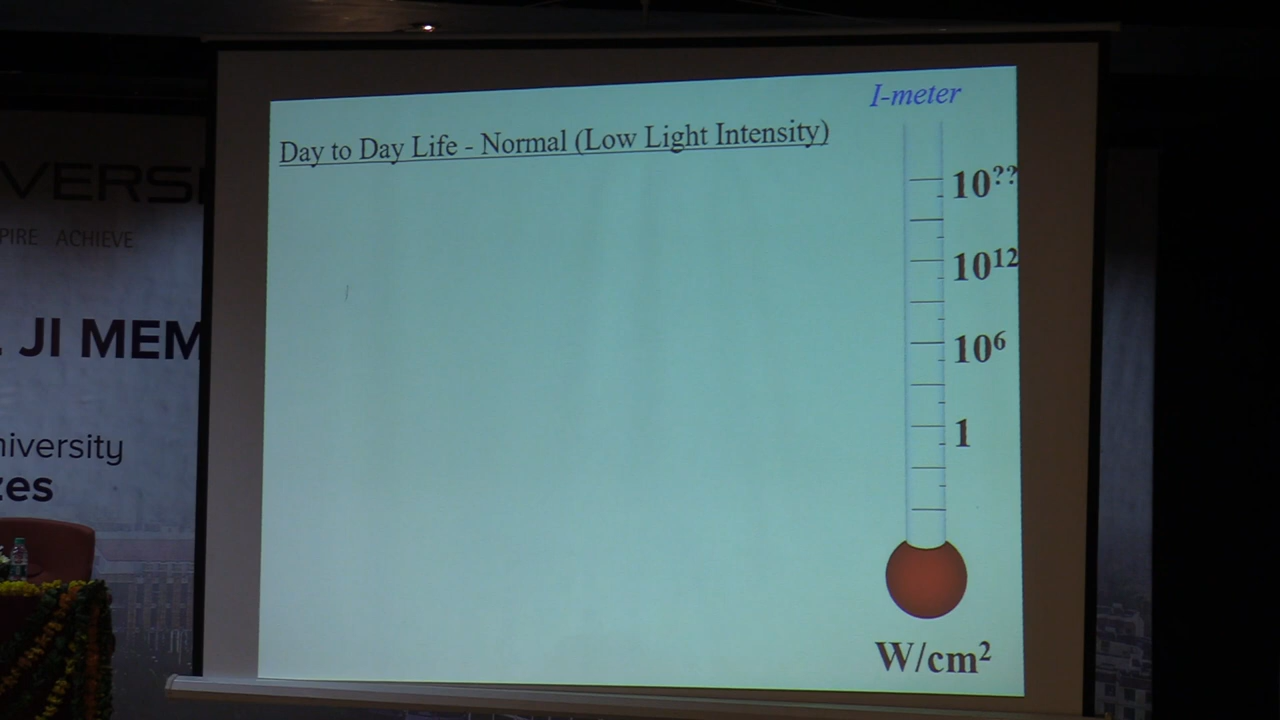 VERSI
PIRE ACHIEVE
JI MEM
niversity
zes
I-meter
Day to Day Life - Normal (Low Light Intensity)
10??
10¹²
10⁶
1
W/cm²